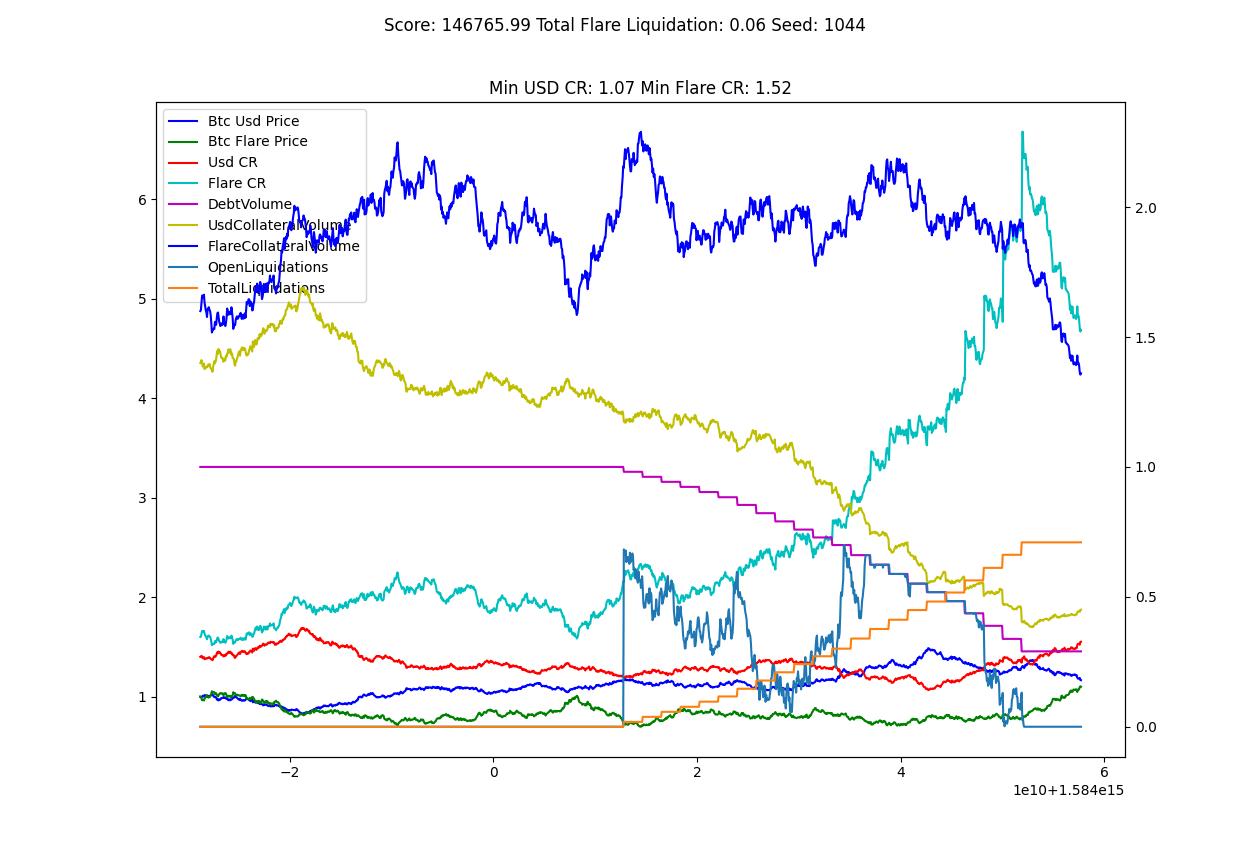 Score: 146765.99 Total Flare Liquidation: 0.06 Seed: 1044
Min USD CR: 1.07 Min Flare CR: 1.52
Btc Usd Price
Btc Flare Price
Usd CR
Flare CR
DebtVolume
UsdCollateralVolume
FlareCollateralVolume
OpenLiquidations
TotalLiquidations
6
5
4
3
2
1
2.0
1.5
1.0
0.5
0.0
−2 0 2 4 6
1e10+1.584e15